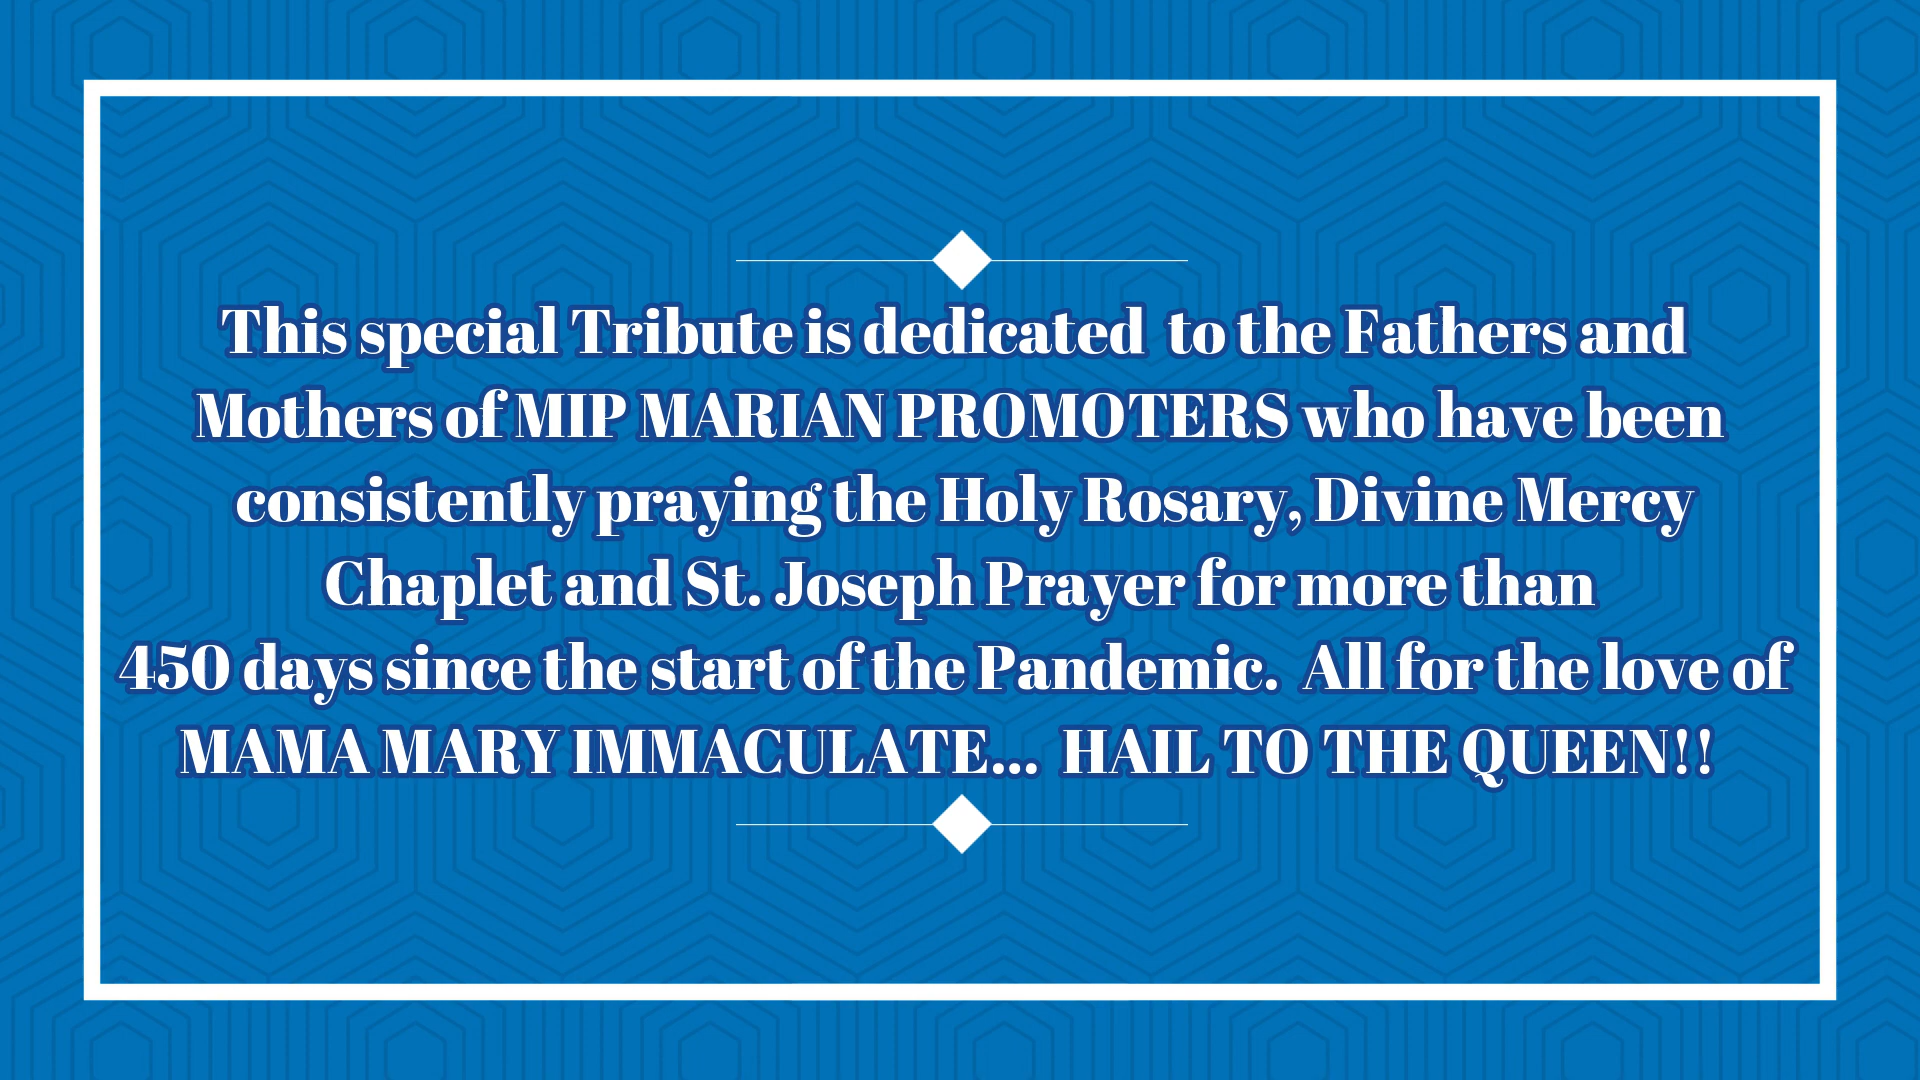 This special Tribute is dedicated  to the Fathers and
Mothers of MIP MARIAN PROMOTERS who have been
consistently praying the Holy Rosary, Divine Mercy
Chaplet and St. Joseph Prayer for more than
450 days since the start of the Pandemic.  All for the love of
MAMA MARY IMMACULATE...  HAIL TO THE QUEEN!!